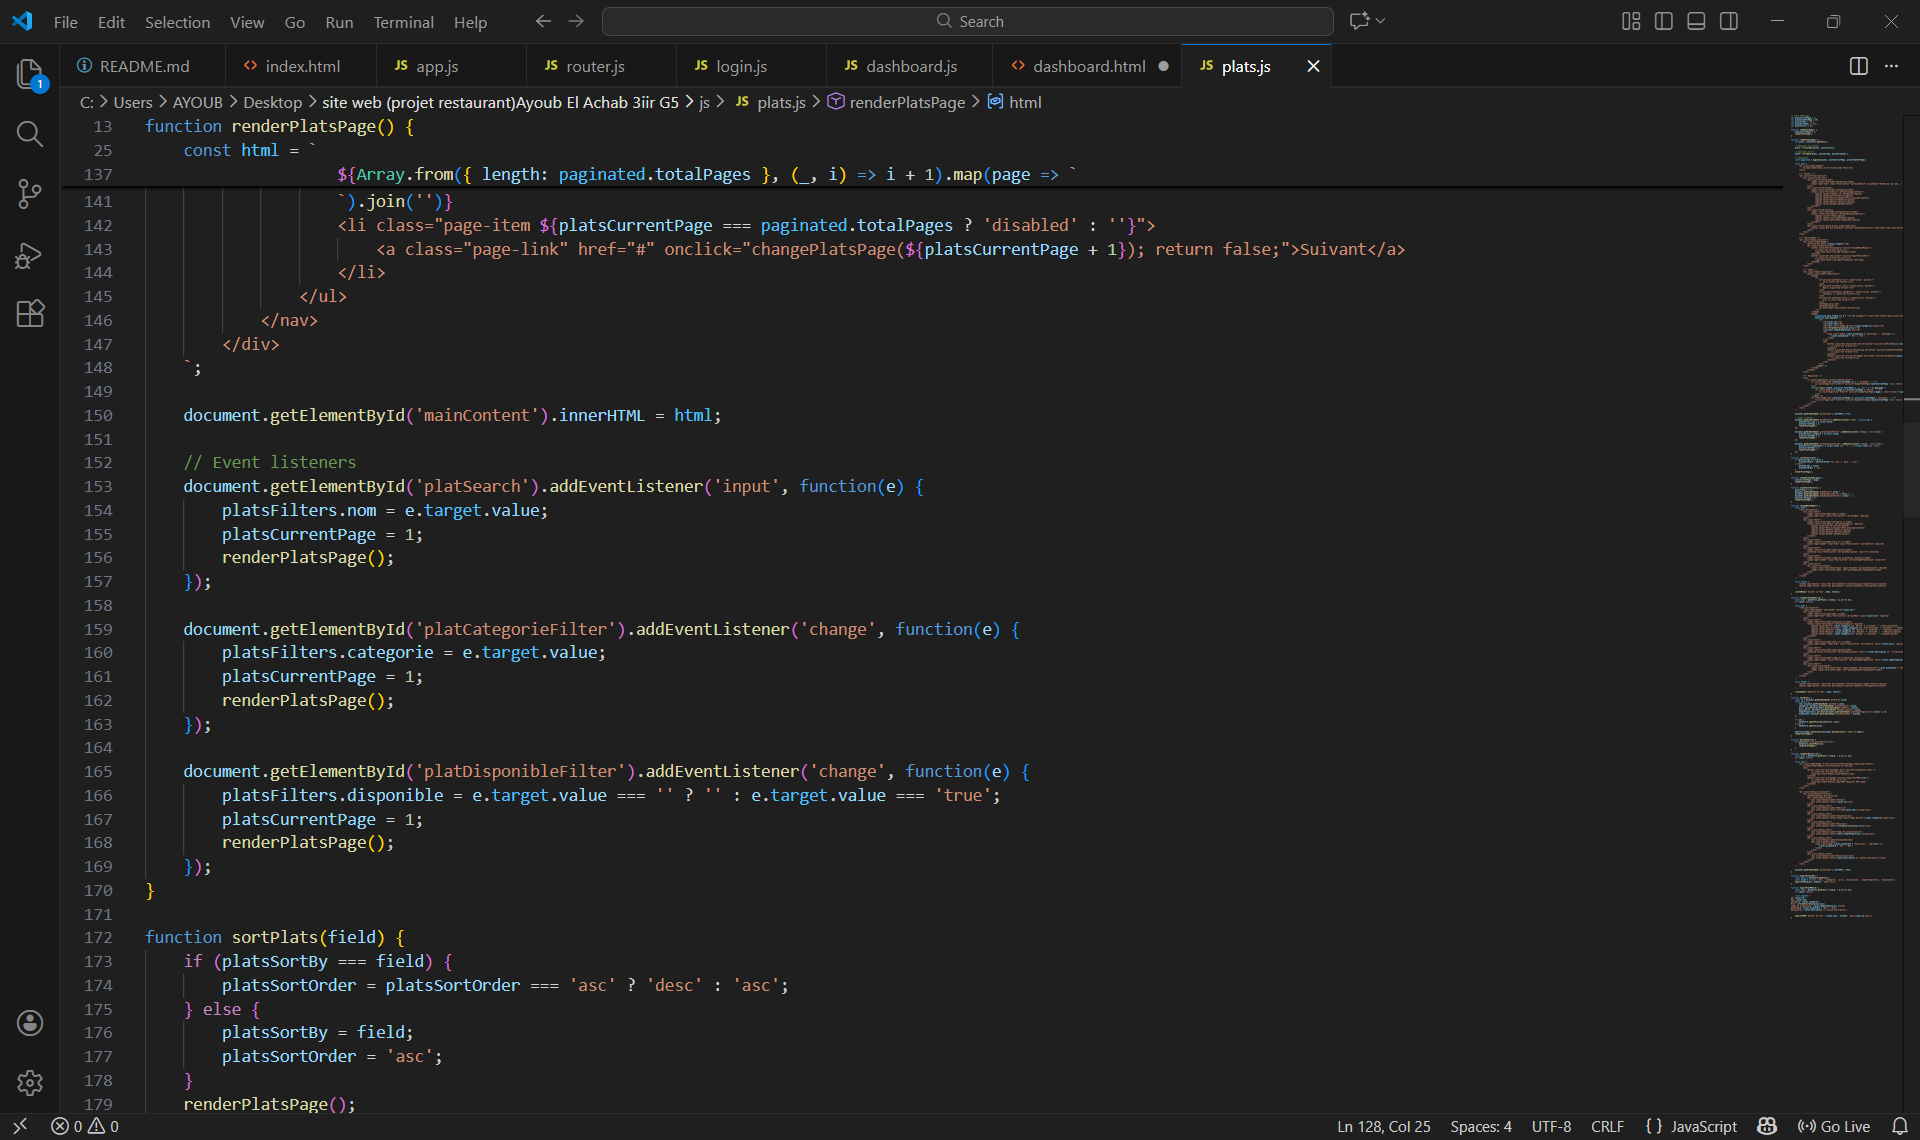 File Edit Selection View Go Run Terminal Help Search
README.md index.html app.js router.js login.js dashboard.js dashboard.html plats.js
C: > Users > AYOUB > Desktop > site web (projet restaurant)Ayoub El Achab 3iir G5 > js > JS plats.js > renderPlatsPage > html
13 function renderPlatsPage() {
25 const html = `
137 ${Array.from({ length: paginated.totalPages }, (_, i) => i + 1).map(page => `
141 `).join('')}
142 <li class="page-item ${platsCurrentPage === paginated.totalPages ? 'disabled' : ''}">
143 <a class="page-link" href="#" onclick="changePlatsPage(${platsCurrentPage + 1}); return false;">Suivant</a>
144 </li>
145 </ul>
146 </nav>
147 </div>
148 `;
149
150 document.getElementById('mainContent').innerHTML = html;
151
152 // Event listeners
153 document.getElementById('platSearch').addEventListener('input', function(e) {
154 platsFilters.nom = e.target.value;
155 platsCurrentPage = 1;
156 renderPlatsPage();
157 });
158
159 document.getElementById('platCategorieFilter').addEventListener('change', function(e) {
160 platsFilters.categorie = e.target.value;
161 platsCurrentPage = 1;
162 renderPlatsPage();
163 });
164
165 document.getElementById('platDisponibleFilter').addEventListener('change', function(e) {
166 platsFilters.disponible = e.target.value === '' ? '' : e.target.value === 'true';
167 platsCurrentPage = 1;
168 renderPlatsPage();
169 });
170 }
171
172 function sortPlats(field) {
173 if (platsSortBy === field) {
174 platsSortOrder = platsSortOrder === 'asc' ? 'desc' : 'asc';
175 } else {
176 platsSortBy = field;
177 platsSortOrder = 'asc';
178 }
179 renderPlatsPage();
0 0 Ln 128, Col 25 Spaces: 4 UTF-8 CRLF {} JavaScript Go Live